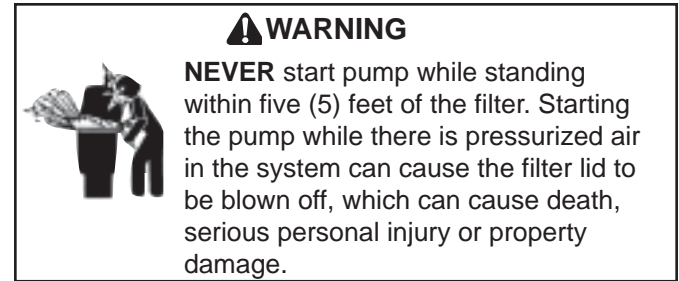 WARNING
NEVER start pump while standing
within five (5) feet of the filter. Starting
the pump while there is pressurized air
in the system can cause the filter lid to
be blown off, which can cause death,
serious personal injury or property
damage.